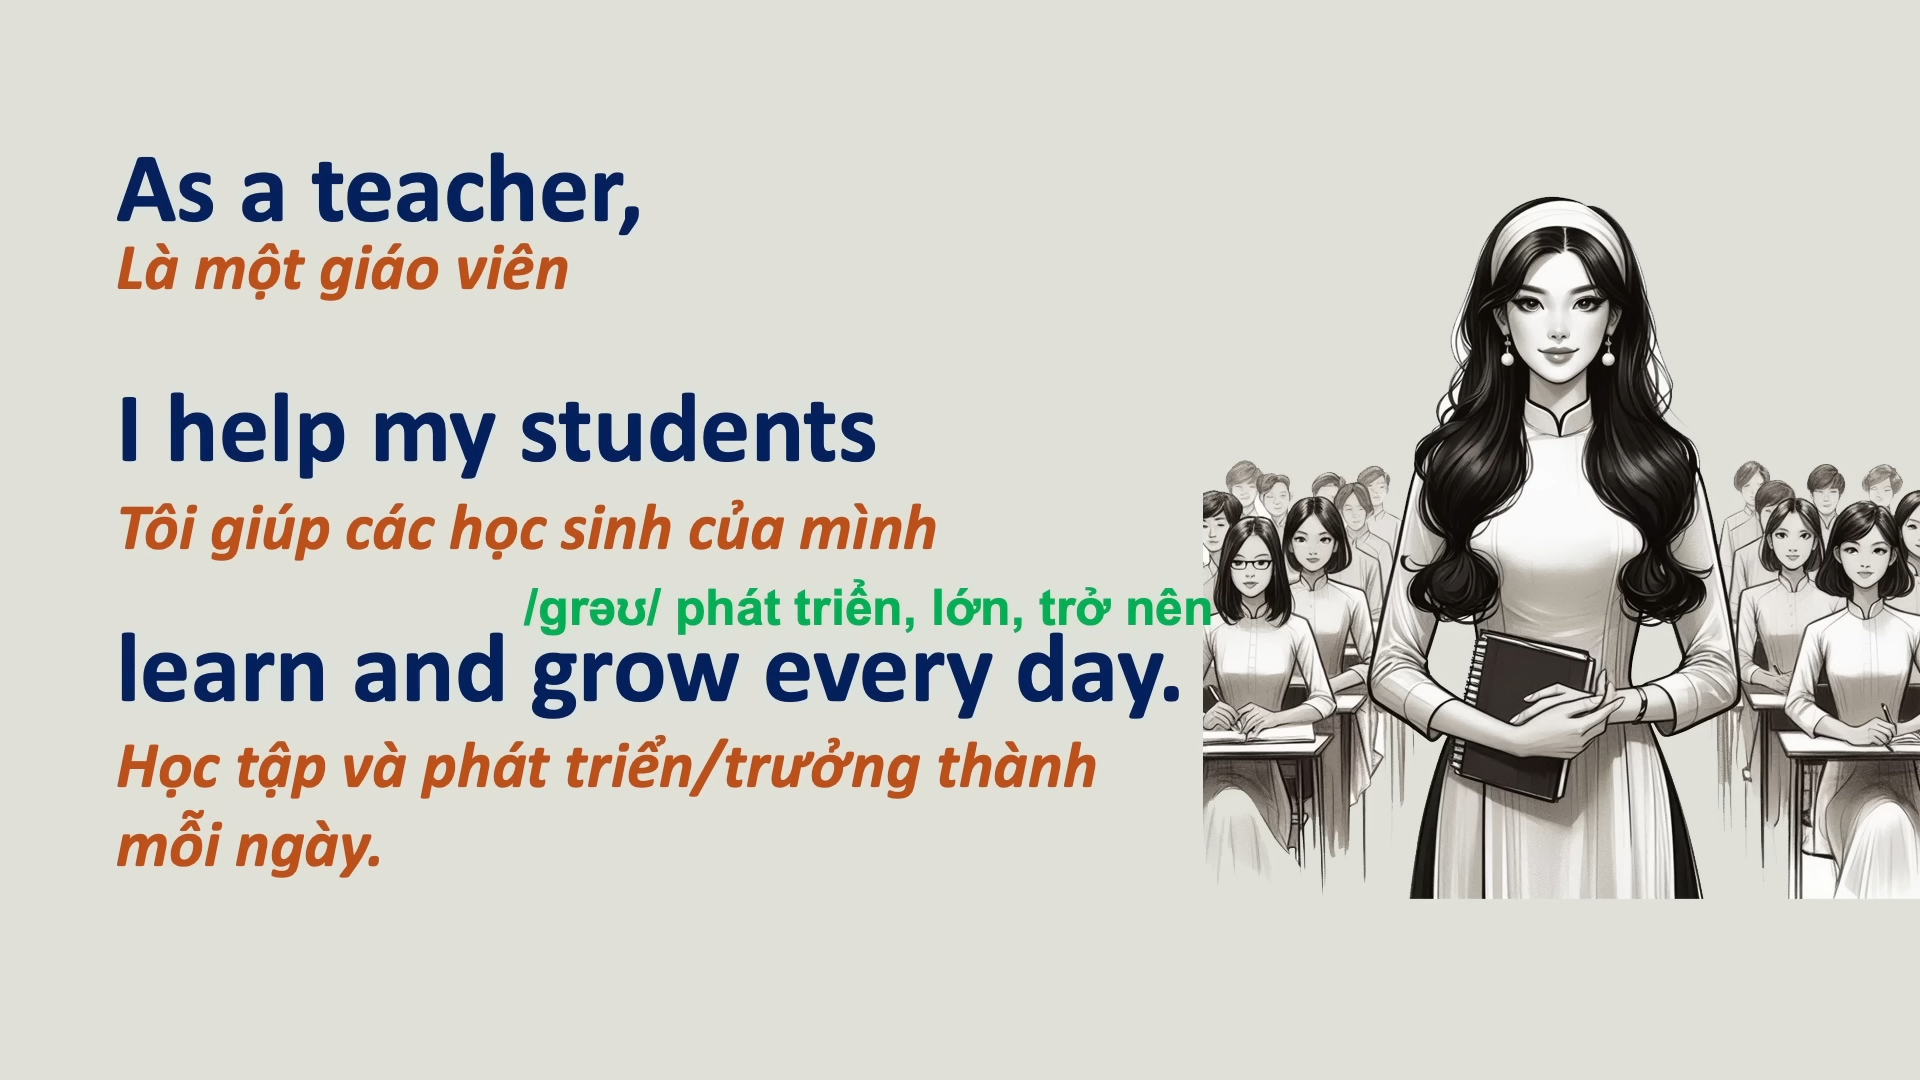 As a teacher,
Là một giáo viên
I help my students
Tôi giúp các học sinh của mình
/ɡrəʊ/ phát triển, lớn, trở nên
learn and grow every day.
Học tập và phát triển/trưởng thành
mỗi ngày.